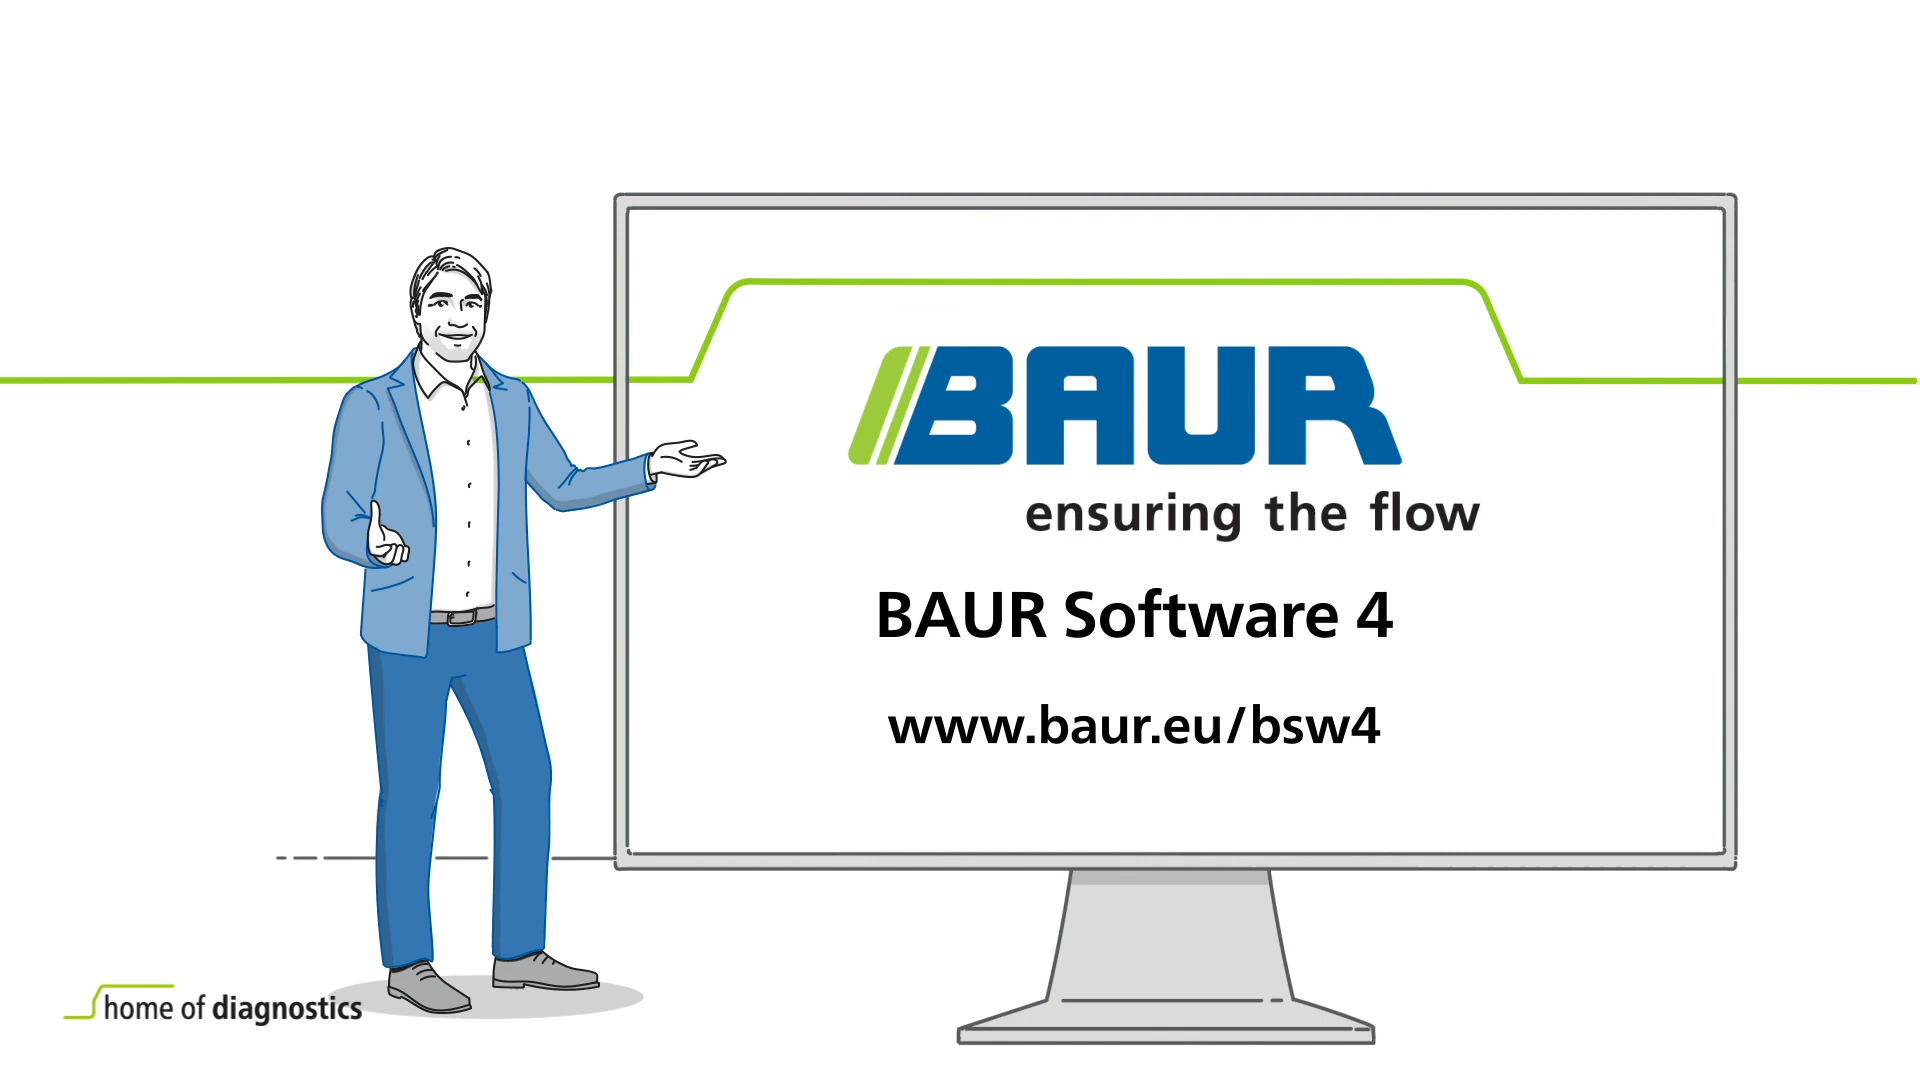 BAUR
ensuring the flow
BAUR Software 4
www.baur.eu/bsw4
home of diagnostics